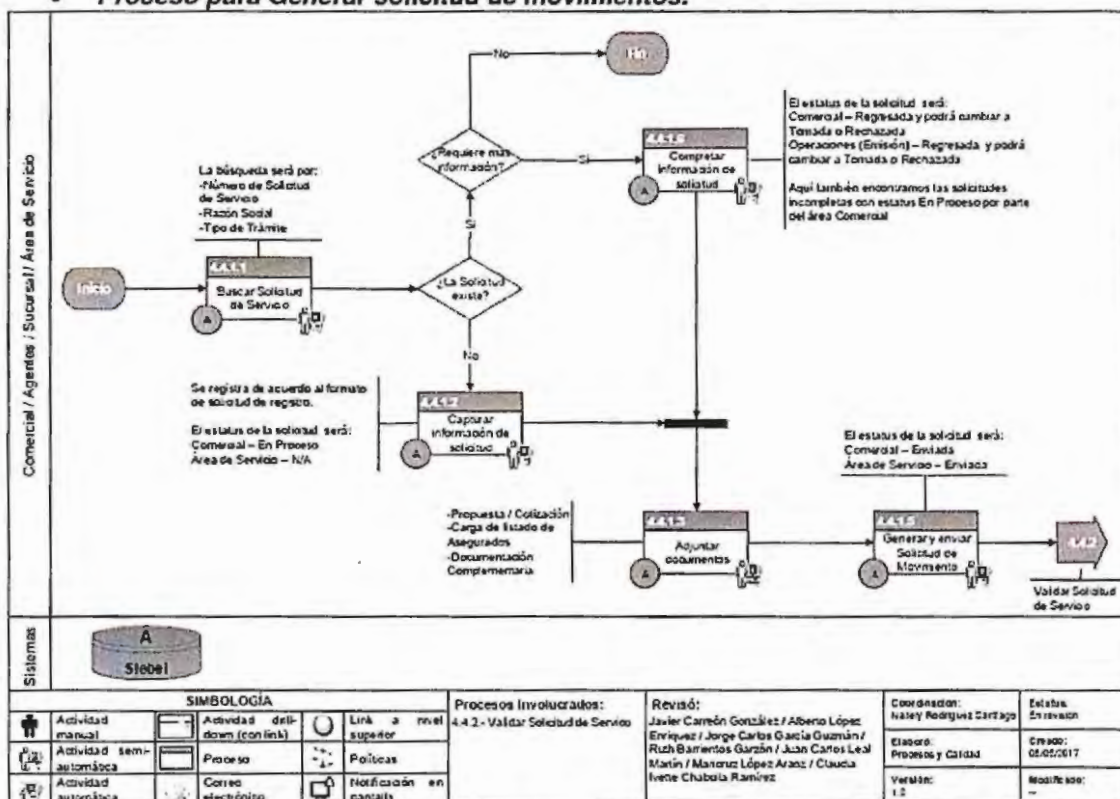 Proceso para Generar solicitud de movimientos:
Comercial / Agentes / Sucursal / Área de Servicio
No
Fin
¿Requiere más información?
Si
4.4.1.6
Completar
información de
solicitud
A
El estatus de la solicitud será:
Comercial – Regresada y podrá cambiar a
Tomada o Rechazada
Operaciones (Emisión) – Regresada y podrá
cambiar a Tomada o Rechazada
Aquí también encontramos las solicitudes
incompletas con estatus En Proceso por parte
del área Comercial
La búsqueda será por:
-Número de Solicitud
de Servicio
-Razón Social
-Tipo de Trámite
Inicio
4.4.1.1
Buscar Solicitud
de Servicio
A
¿La Solicitud
existe?
Si
No
Se registra de acuerdo al formato
de solicitud de registro.
El estatus de la solicitud será:
Comercial – En Proceso
Área de Servicio – N/A
4.4.1.2
Capturar
información de
solicitud
A
El estatus de la solicitud será:
Comercial – Enviada
Área de Servicio – Enviada
-Propuesta / Cotización
-Carga de listado de
Asegurados
-Documentación
Complementaria
4.4.1.3
Adjuntar
documentos
A
4.4.1.5
Generar y enviar
Solicitud de
Movimiento
A
4.4.2
Validar Solicitud
de Servicio
Sistemas
A
Siebel
SIMBOLOGÍA
Actividad
manual
Actividad drill-
down (con link)
Link a nivel
superior
Actividad semi-
automática
Proceso
Políticas
Actividad
automática
Correo
electrónico
Notificación en
pantalla
Procesos Involucrados:
4.4.2 - Validar Solicitud de Servicio
Revisó:
Javier Carreón González / Alberto López
Enriquez / Jorge Carlos García Guzmán /
Ruth Barrientos Garzón / Juan Carlos Leal
Martín / Maricruz López Aranz / Claudia
Ivette Chabula Ramírez
Coordinación:
Nallely Rodríguez Santiago
Estatus:
En revisión
Elaboró:
Procesos y Calidad
Creado:
Versión:
1.0
Modificado:
--